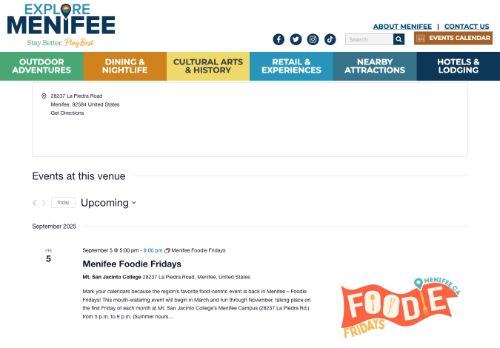 EXPLORE
MENIFEE
Stay Better. Play Best.
ABOUT MENIFEE | CONTACT US
Search
EVENTS CALENDAR
OUTDOOR ADVENTURES
DINING & NIGHTLIFE
CULTURAL ARTS & HISTORY
RETAIL & EXPERIENCES
NEARBY ATTRACTIONS
HOTELS & LODGING
28237 La Piedra Road
Menifee, 92584 United States
Get Directions
Events at this venue
Today
Upcoming
September 2025
FRI
5
September 5 @ 5:00 pm - 9:00 pm Menifee Foodie Fridays
Menifee Foodie Fridays
Mt. San Jacinto College 28237 La Piedra Road, Menifee, United States
Mark your calendars because the region's favorite food-centric event is back in Menifee – Foodie
Fridays! This mouth-watering event will begin in March and run through November, taking place on
the first Friday of each month at Mt. San Jacinto College's Menifee Campus (28237 La Piedra Rd.)
from 5 p.m. to 9 p.m. (Summer hours...
MENIFEE CA
FOODIE
FRIDAYS